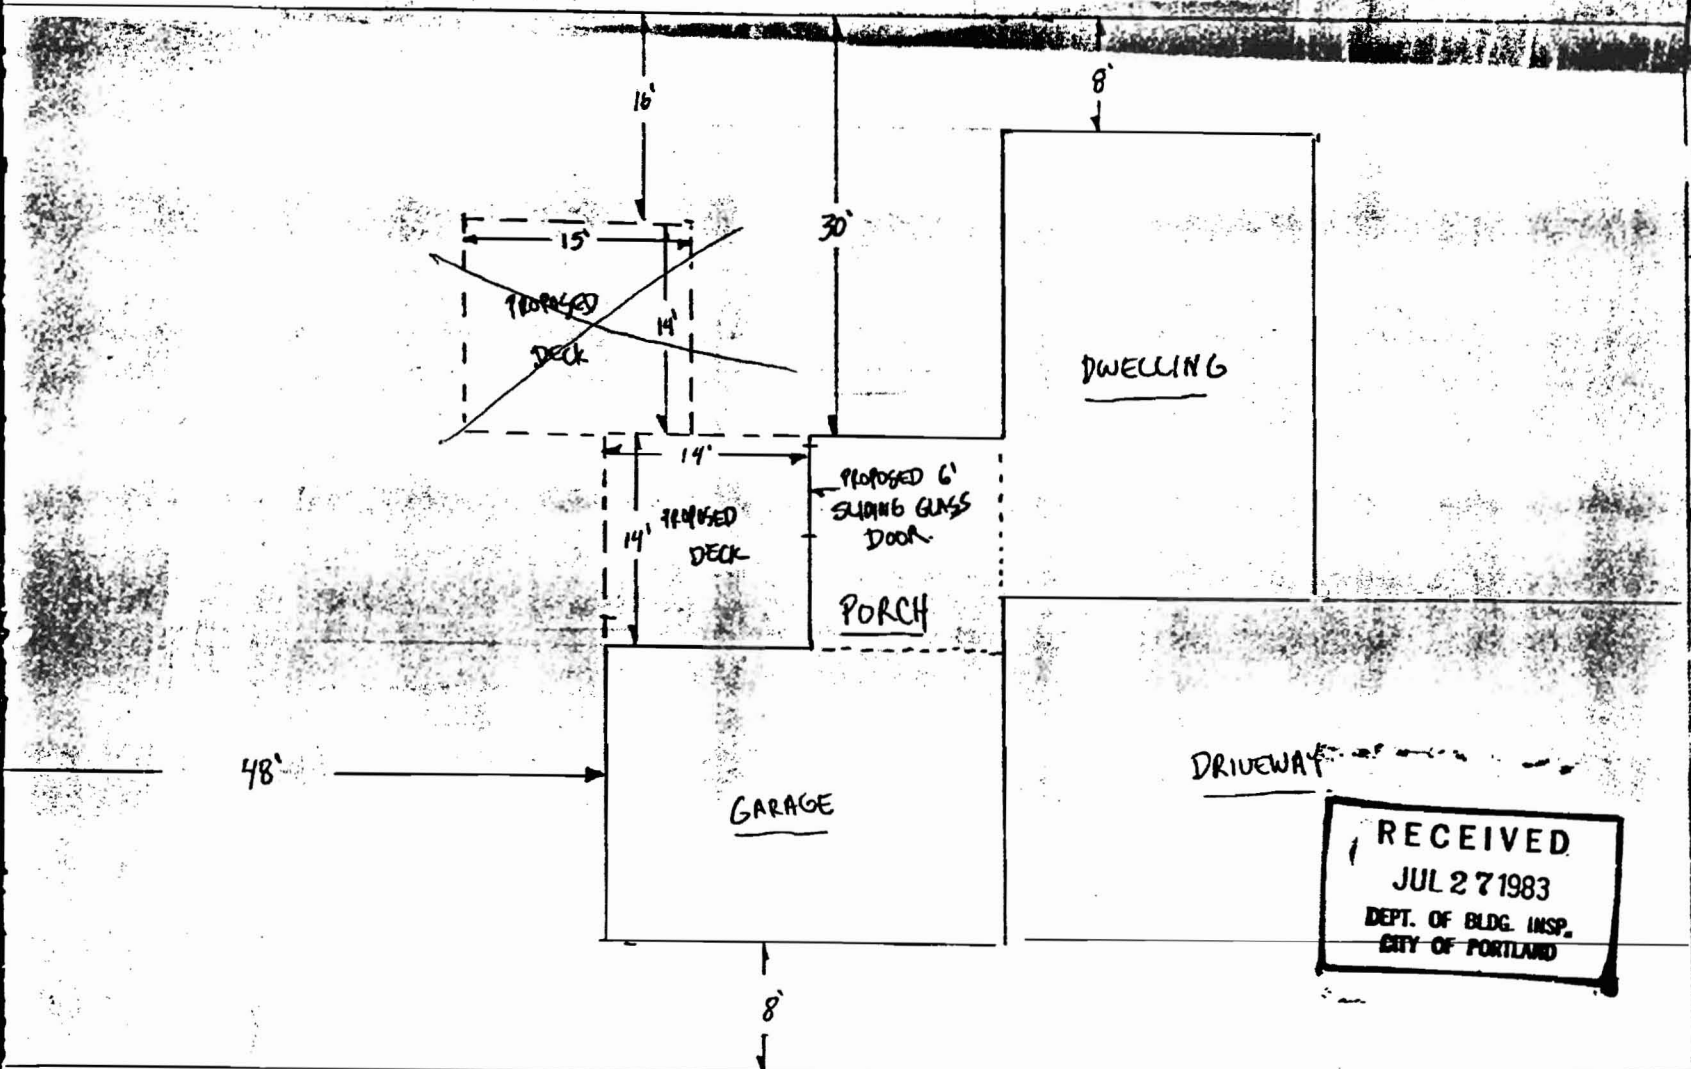 16'
8'
30'
15'
PROPOSED
14'
DECK
DWELLING
14'
PROPOSED 6'
SLIDING GLASS
DOOR.
14'
PROPOSED
DECK
PORCH
48'
DRIVEWAY
GARAGE
RECEIVED
JUL 27 1983
DEPT. OF BLDG. INSP.
CITY OF PORTLAND
8'